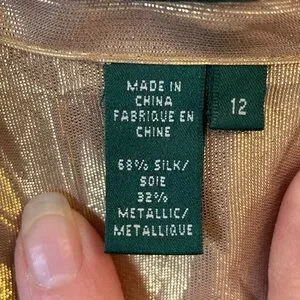 MADE IN
CHINA
FABRIQUE EN
CHINE
68% SILK/
SOIE
32%
METALLIC/
METALLIQUE
12